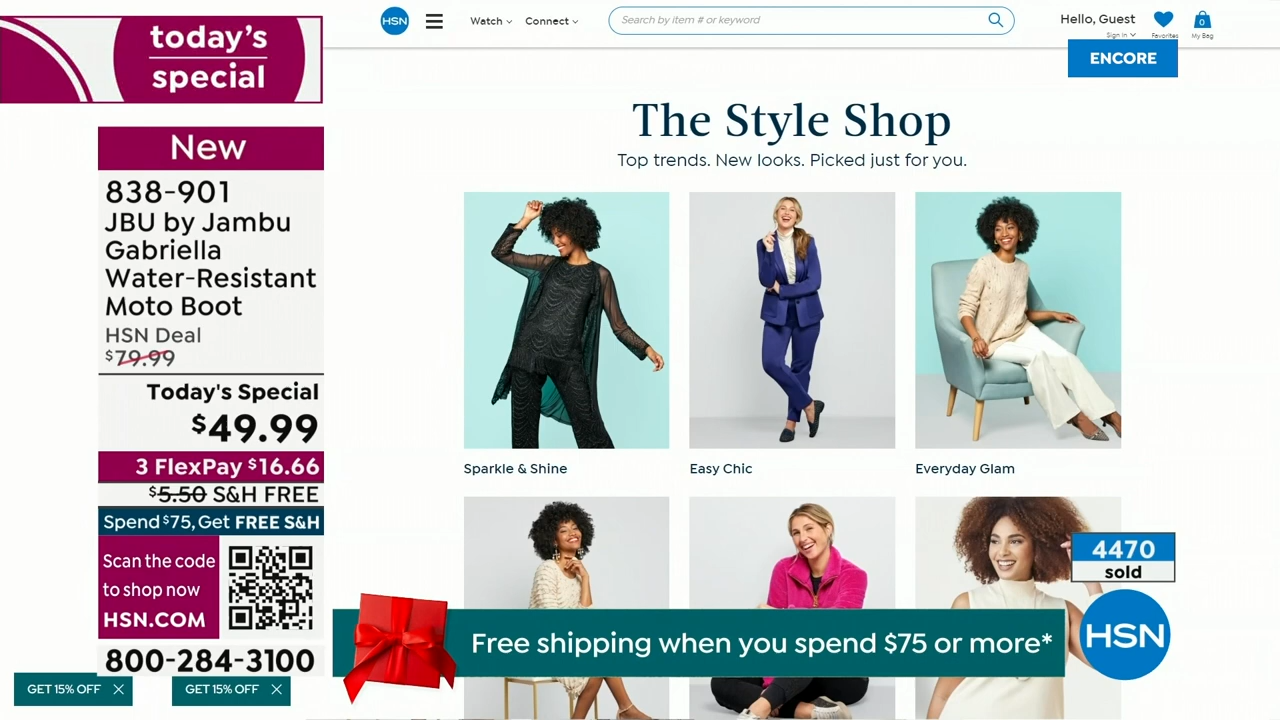 today's
special
New
838-901
JBU by Jambu
Gabriella
Water-Resistant
Moto Boot
HSN Deal
$79.99
Today's Special
$49.99
3 FlexPay $16.66
$5.50 S&H FREE
Spend $75, Get FREE S&H
Scan the code
to shop now
HSN.COM
800-284-3100
GET 15% OFF
GET 15% OFF
HSN
Watch
Connect
Search by item # or keyword
Hello, Guest
Sign In
Favorites
0
My Bag
ENCORE
The Style Shop
Top trends. New looks. Picked just for you.
Sparkle & Shine
Easy Chic
Everyday Glam
4470
sold
Free shipping when you spend $75 or more*
HSN